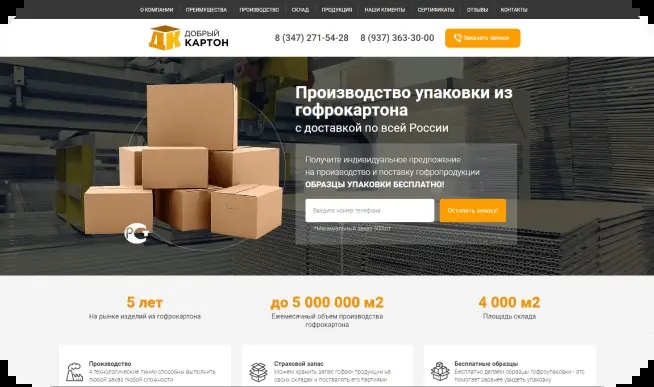 О КОМПАНИИ ПРЕИМУЩЕСТВА ПРОИЗВОДСТВО СКЛАД ПРОДУКЦИЯ НАШИ КЛИЕНТЫ СЕРТИФИКАТЫ ОТЗЫВЫ КОНТАКТЫ
ДК ДОБРЫЙ
КАРТОН
8 (347) 271-54-28 8 (937) 363-30-00 Заказать звонок
Производство упаковки из
гофрокартона
с доставкой по всей России
Получите индивидуальное предложение
на производство и поставку гофропродукции
ОБРАЗЦЫ УПАКОВКИ БЕСПЛАТНО!
Введите номер телефона Оставить заявку!
*Минимальный заказ 500шт
5 лет до 5 000 000 м2 4 000 м2
На рынке изделий из гофрокартона Ежемесячный объем производства Площадь склада
гофрокартона
Производство Страховой запас Бесплатные образцы
4 технологические линии способны выполнить Можем хранить запас гофро продукции на Бесплатно делаем образцы гофроупаковки - это
любой заказ любой сложности своих складах и поставлять его партиями помогает заранее увидеть упаковку